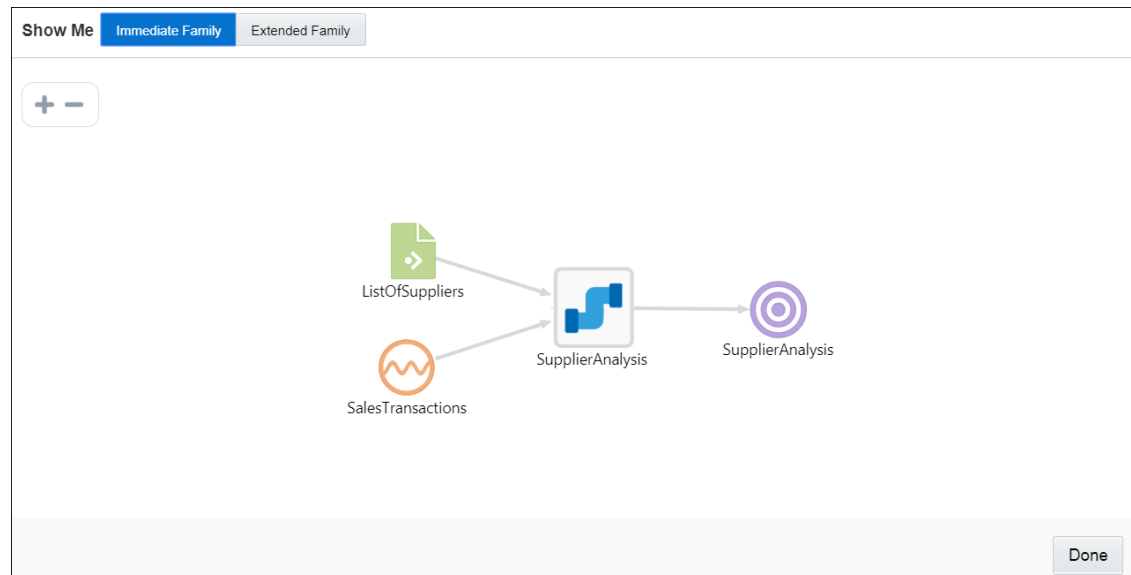 Show Me Immediate Family Extended Family
ListOfSuppliers
SupplierAnalysis
SupplierAnalysis
SalesTransactions
Done